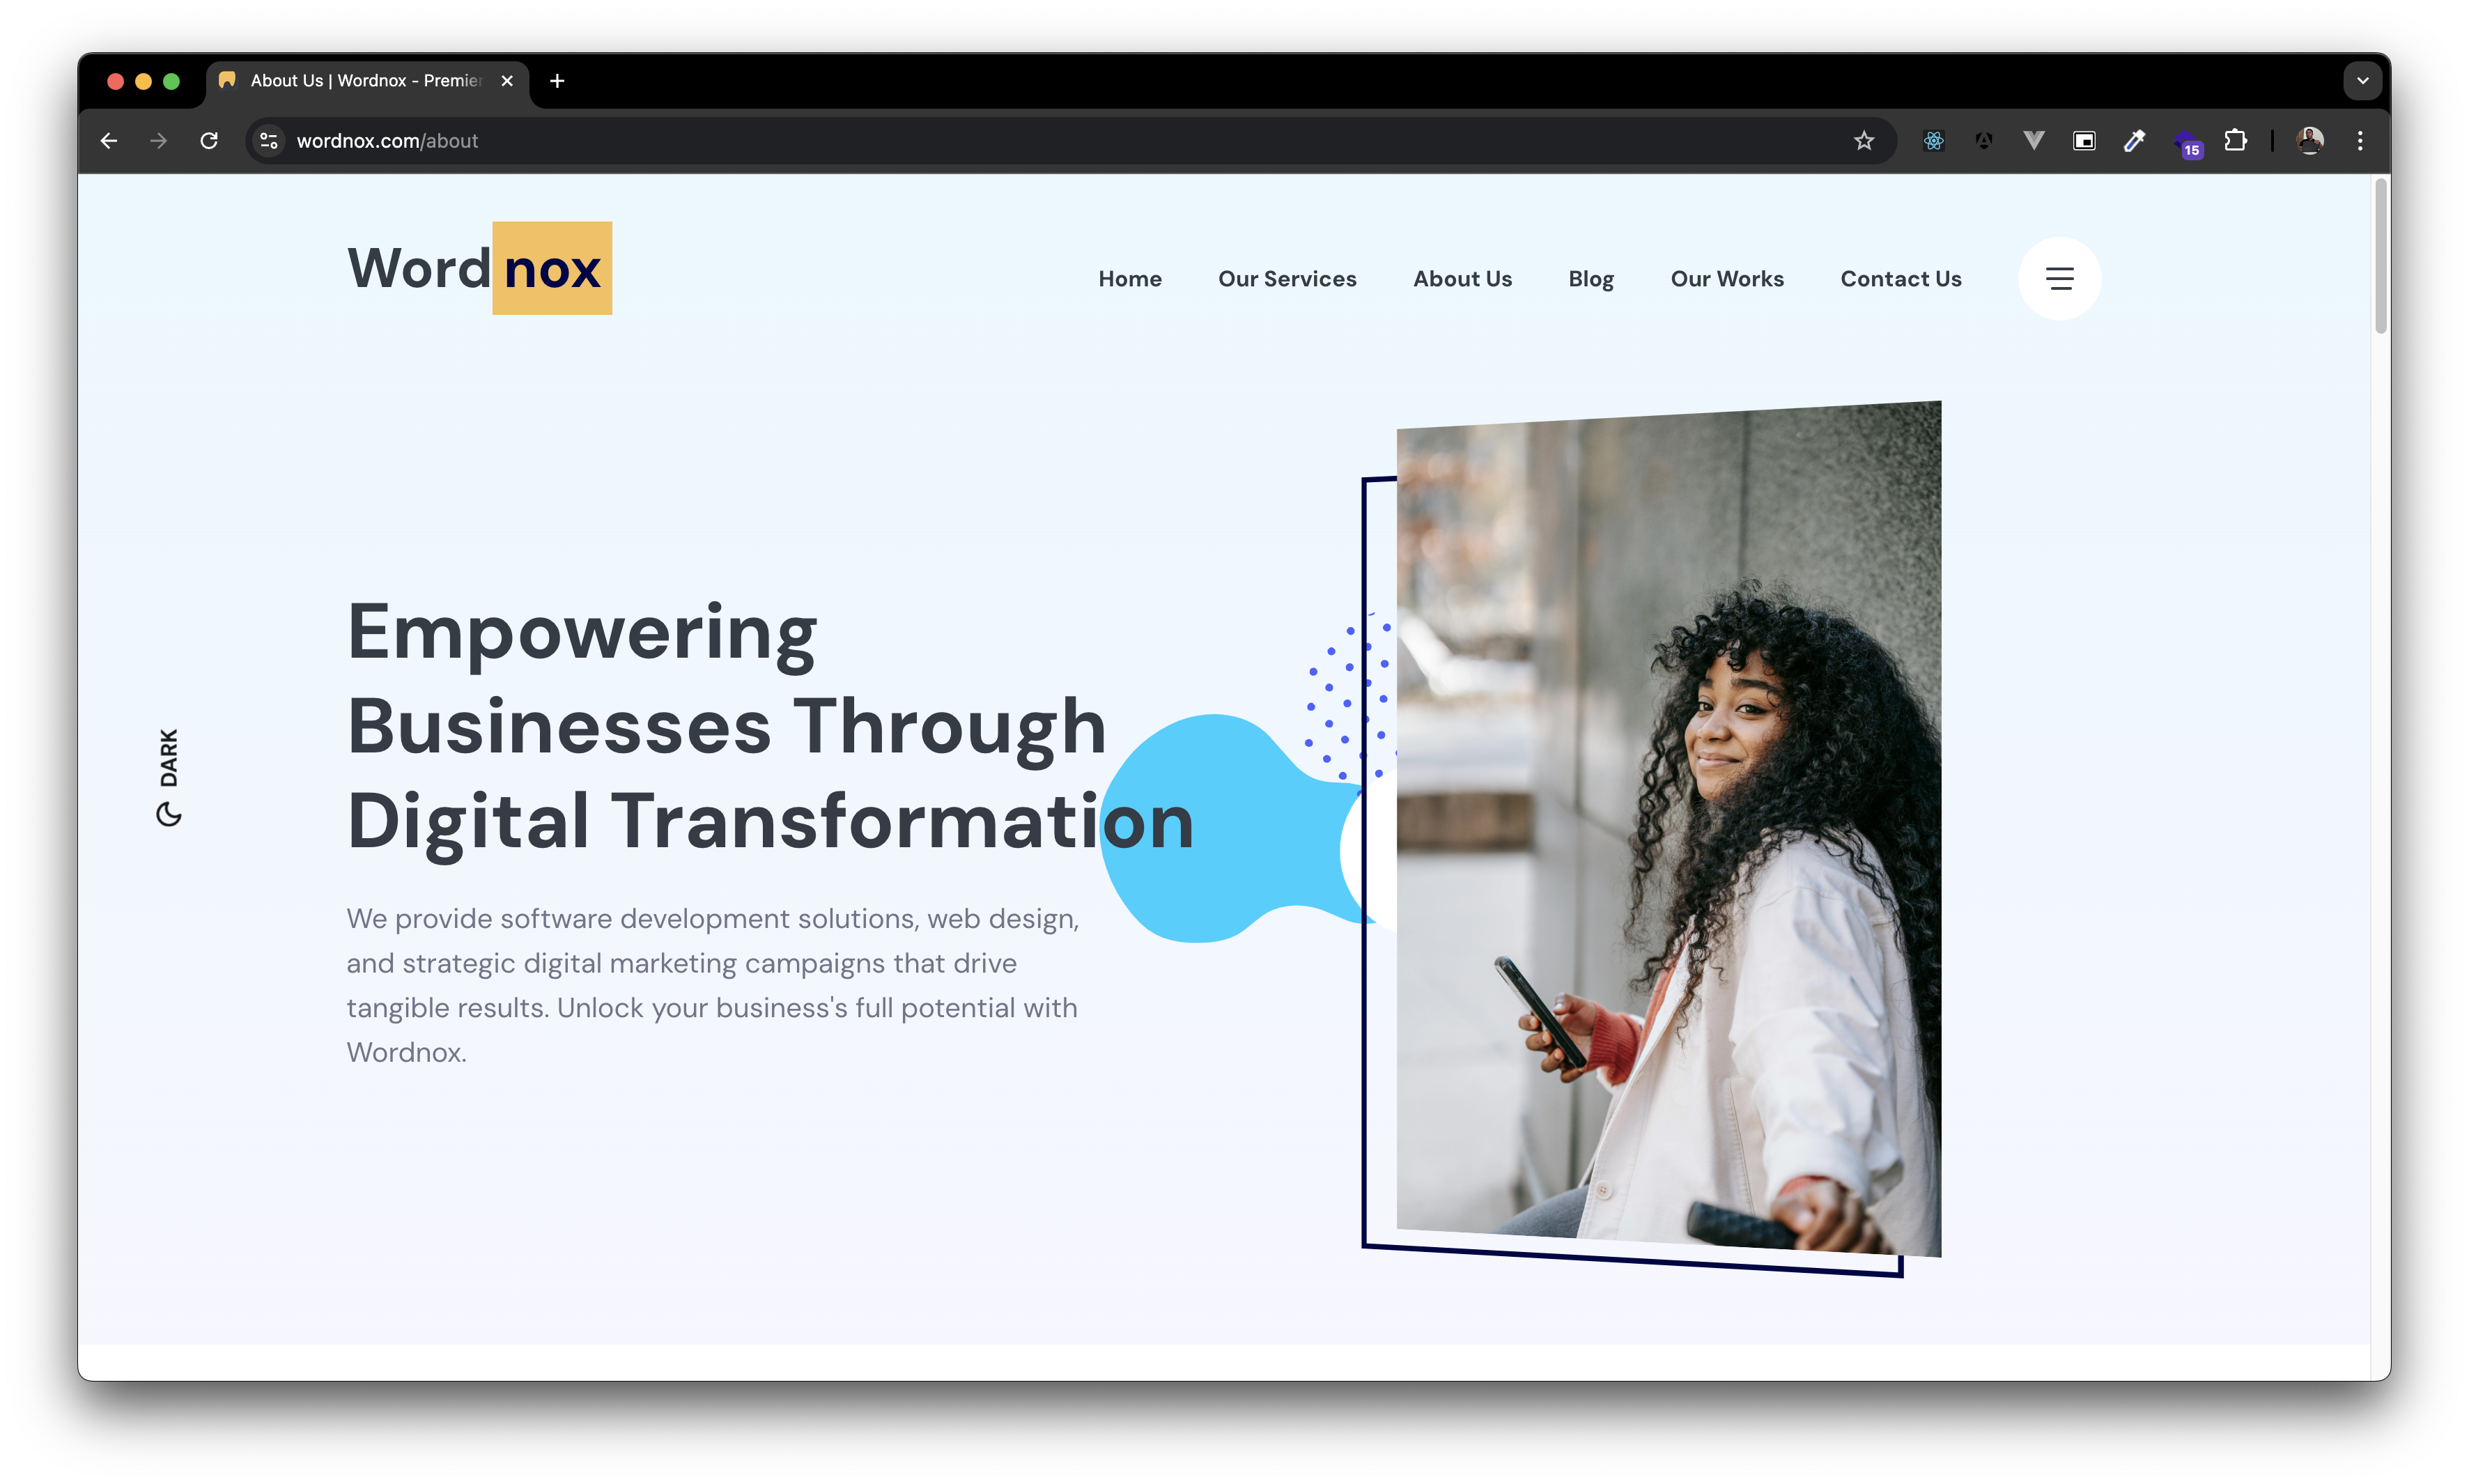 About Us | Wordnox - Premier
wordnox.com/about
15
Wordnox
Home Our Services About Us Blog Our Works Contact Us
DARK
Empowering
Businesses Through
Digital Transformation
We provide software development solutions, web design,
and strategic digital marketing campaigns that drive
tangible results. Unlock your business's full potential with
Wordnox.